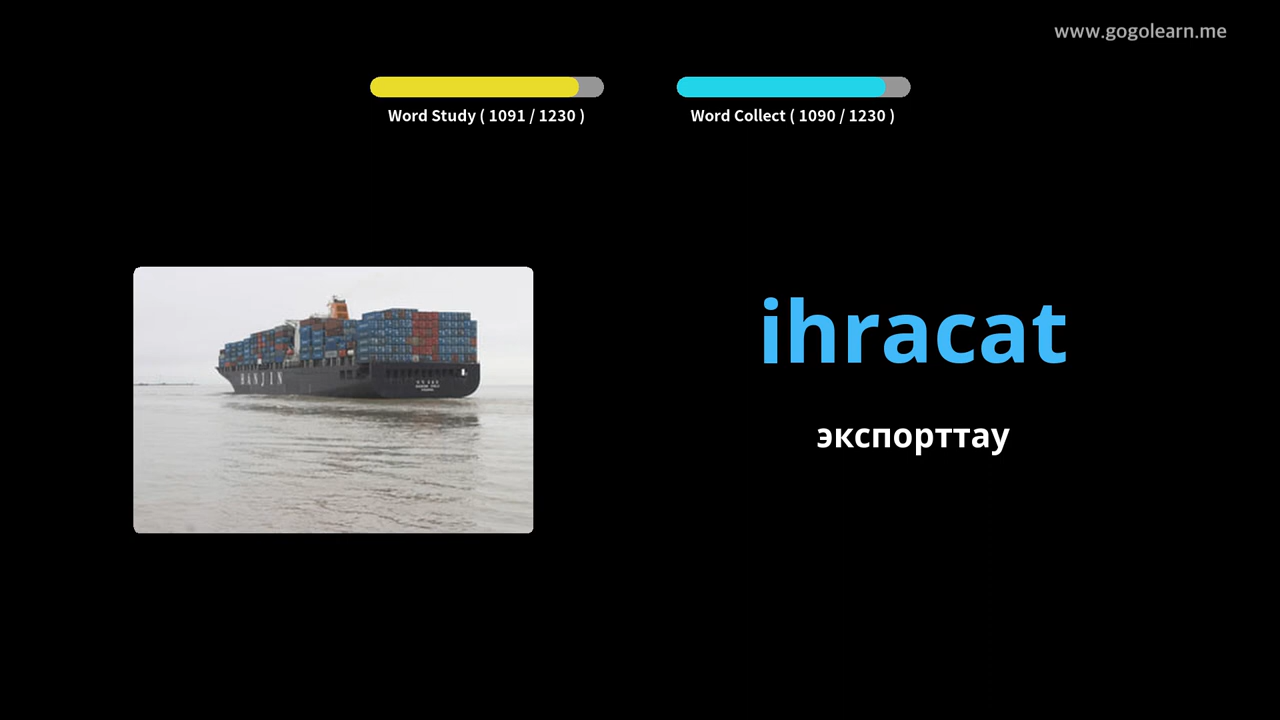 www.gogolearn.me
Word Study ( 1091 / 1230 )
Word Collect ( 1090 / 1230 )
HANJIN
ihracat
экспорттау